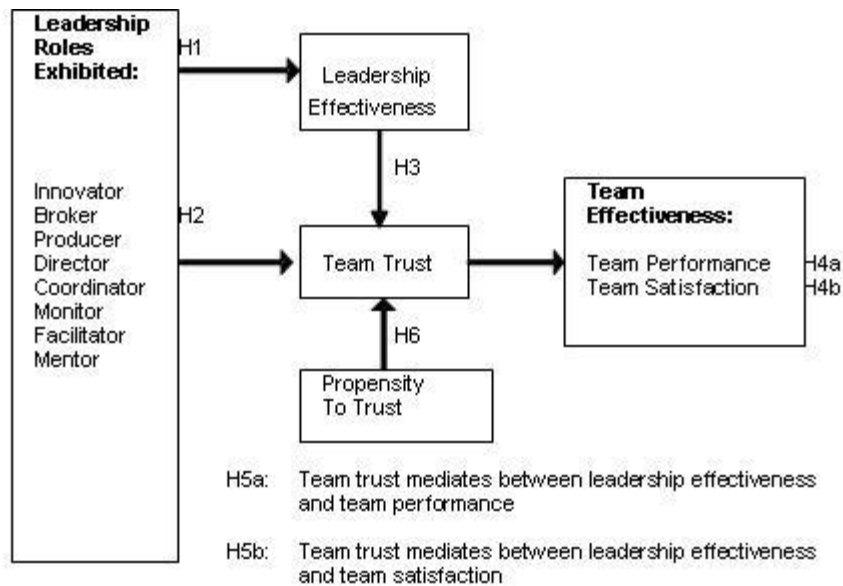 Leadership
Roles
Exhibited:
Innovator
Broker
Producer
Director
Coordinator
Monitor
Facilitator
Mentor
H1
H2
Leadership
Effectiveness
H3
Team Trust
H6
Propensity
To Trust
Team
Effectiveness:
Team Performance H4a
Team Satisfaction H4b
H5a: Team trust mediates between leadership effectiveness
and team performance
H5b: Team trust mediates between leadership effectiveness
and team satisfaction